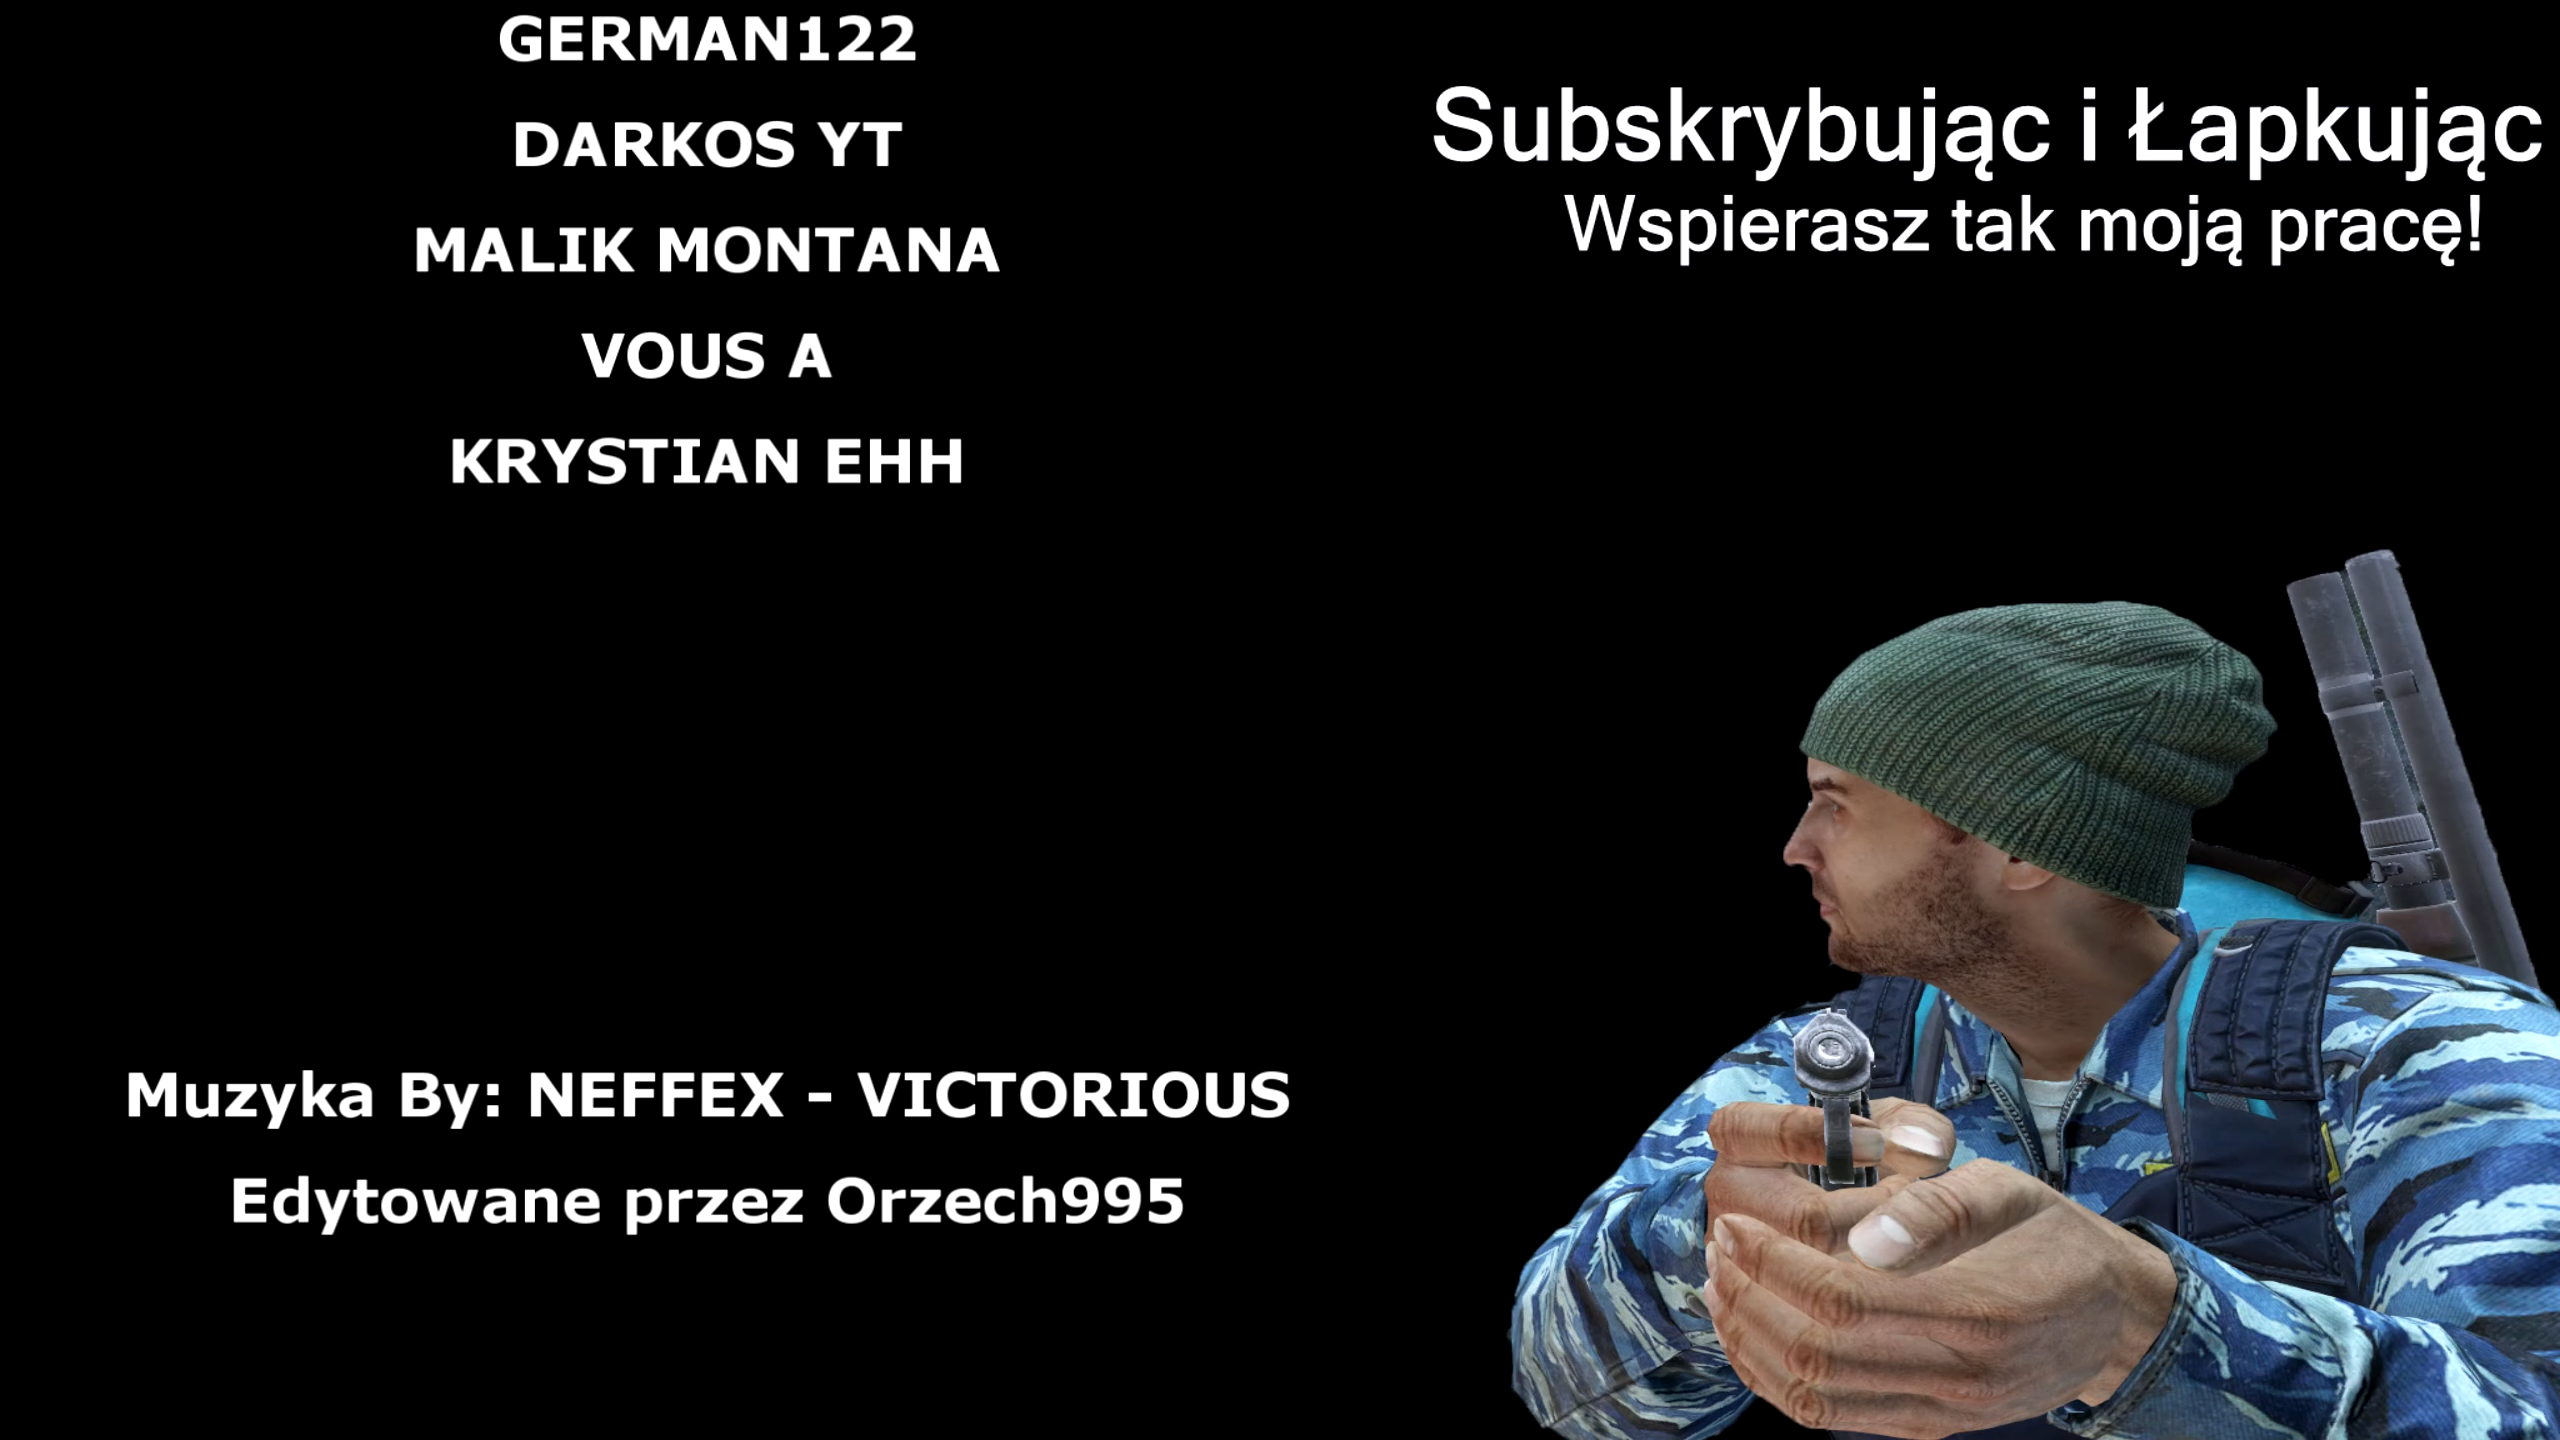 GERMAN122
DARKOS YT
MALIK MONTANA
VOUS A
KRYSTIAN EHH
Muzyka By: NEFFEX - VICTORIOUS
Edytowane przez Orzech995
Subskrybując i Łapkując
Wspierasz tak moją pracę!